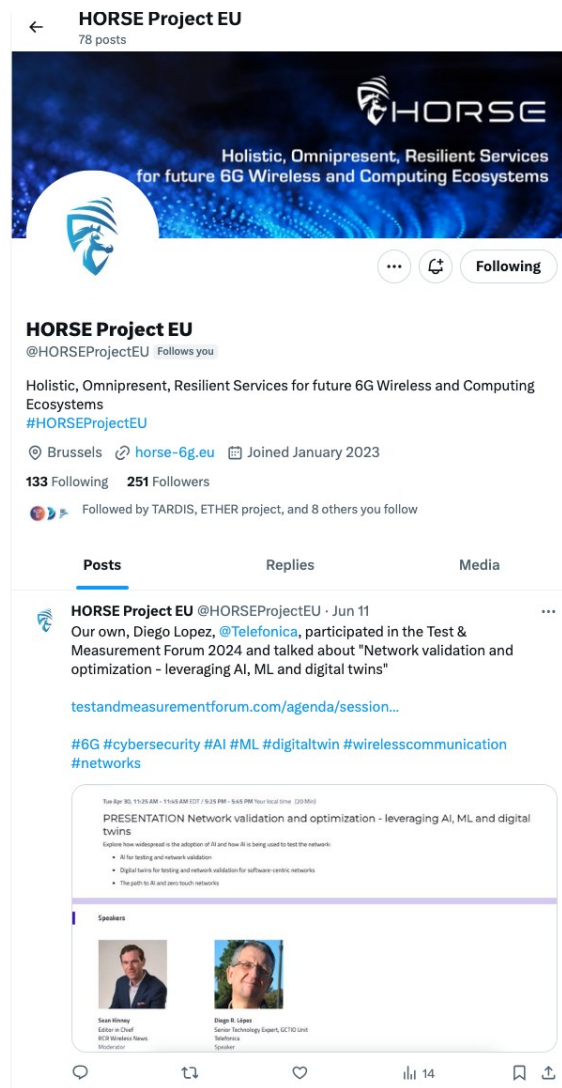 HORSE Project EU
78 posts
HORSE
Holistic, Omnipresent, Resilient Services
for future 6G Wireless and Computing Ecosystems
Following
HORSE Project EU
@HORSEProjectEU Follows you
Holistic, Omnipresent, Resilient Services for future 6G Wireless and Computing
Ecosystems
#HORSEProjectEU
Brussels horse-6g.eu Joined January 2023
133 Following 251 Followers
Followed by TARDIS, ETHER project, and 8 others you follow
Posts Replies Media
HORSE Project EU @HORSEProjectEU · Jun 11
Our own, Diego Lopez, @Telefonica, participated in the Test &
Measurement Forum 2024 and talked about "Network validation and
optimization - leveraging AI, ML and digital twins"
testandmeasurementforum.com/agenda/session...
#6G #cybersecurity #AI #ML #digitaltwin #wirelesscommunication
#networks
Tue Apr 30, 11:25 AM - 11:45 AM EDT / 5:25 PM - 5:45 PM Your local time (20 Min)
PRESENTATION Network validation and optimization - leveraging AI, ML and digital
twins
Explore how widespread is the adoption of AI and how AI is being used to test the network:
• AI for testing and network validation
• Digital twins for testing and network validation for software-centric networks
• The path to AI and zero touch networks
Speakers
Sean Kinney Diego R. López
Editor in Chief Senior Technology Expert, GCTIO Unit
RCR Wireless News Telefonica
Moderator Speaker
14